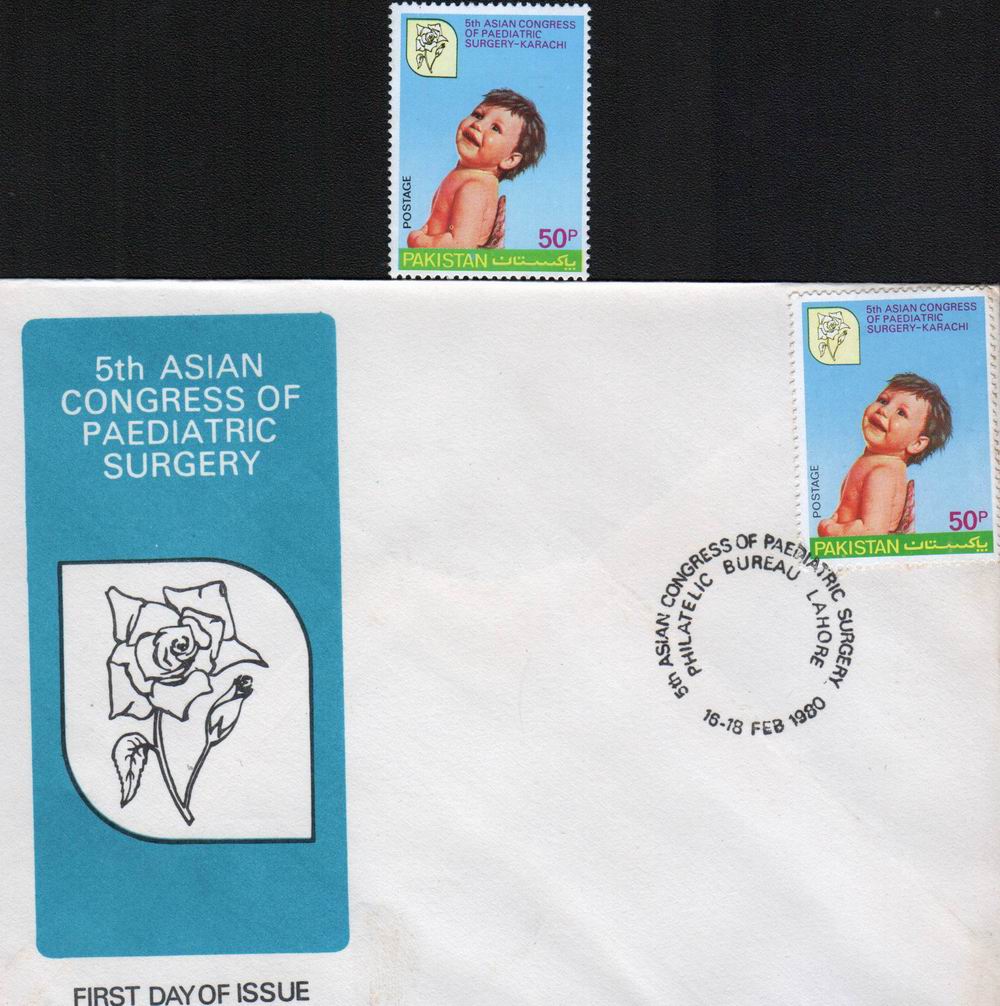 5th ASIAN CONGRESS
OF PAEDIATRIC
SURGERY-KARACHI
POSTAGE
50P
PAKISTAN پاکستان
5th ASIAN
CONGRESS OF
PAEDIATRIC
SURGERY
5th ASIAN CONGRESS
OF PAEDIATRIC
SURGERY-KARACHI
POSTAGE
50P
PAKISTAN پاکستان
5th ASIAN CONGRESS OF PAEDIATRIC SURGERY
PHILATELIC BUREAU LAHORE
16-18 FEB 1980
FIRST DAY OF ISSUE